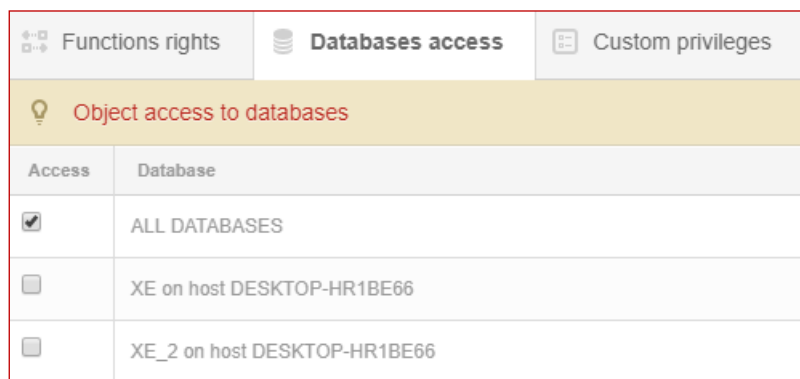 Functions rights
Databases access
Custom privileges
Object access to databases
Access Database
ALL DATABASES
XE on host DESKTOP-HR1BE66
XE_2 on host DESKTOP-HR1BE66